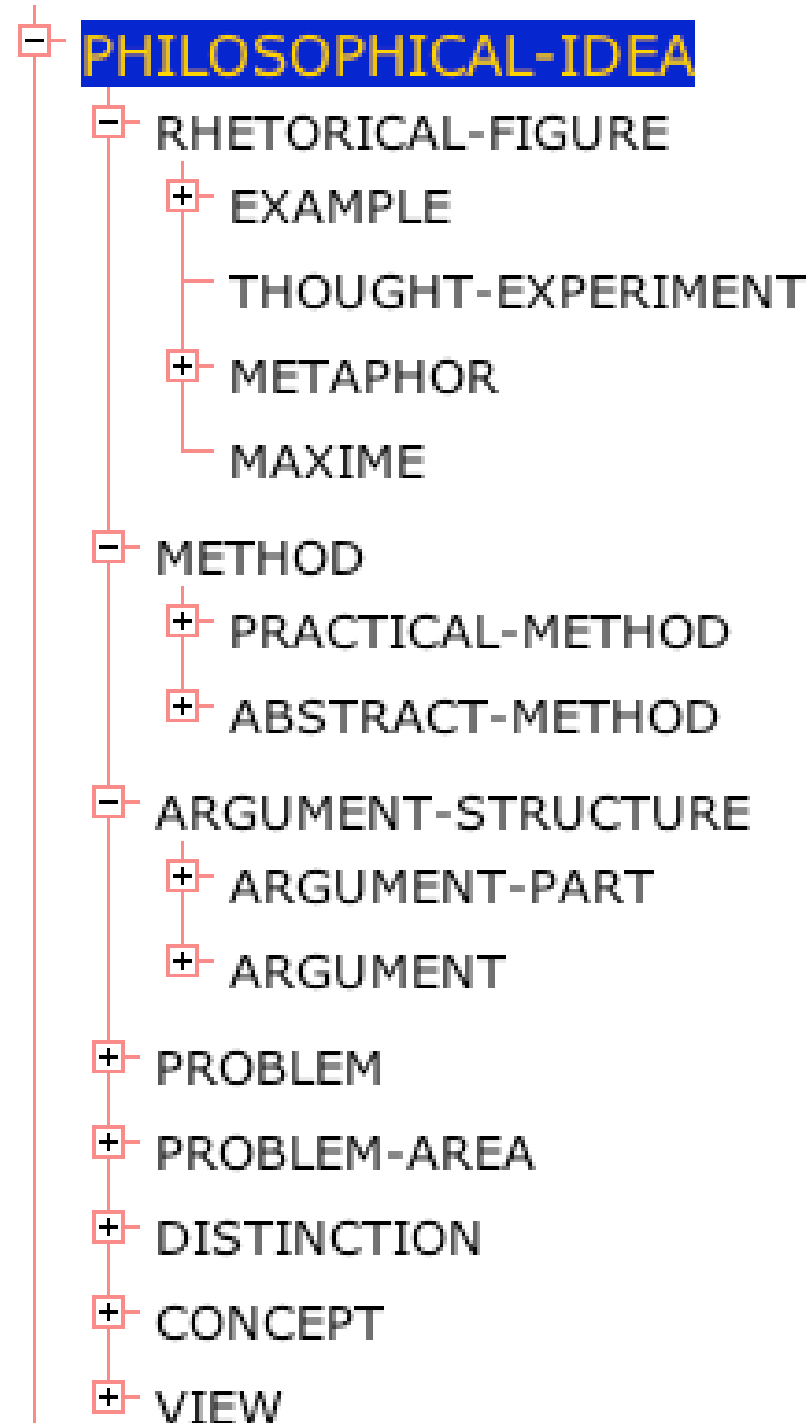 PHILOSOPHICAL-IDEA
RHETORICAL-FIGURE
EXAMPLE
THOUGHT-EXPERIMENT
METAPHOR
MAXIME
METHOD
PRACTICAL-METHOD
ABSTRACT-METHOD
ARGUMENT-STRUCTURE
ARGUMENT-PART
ARGUMENT
PROBLEM
PROBLEM-AREA
DISTINCTION
CONCEPT
VIEW